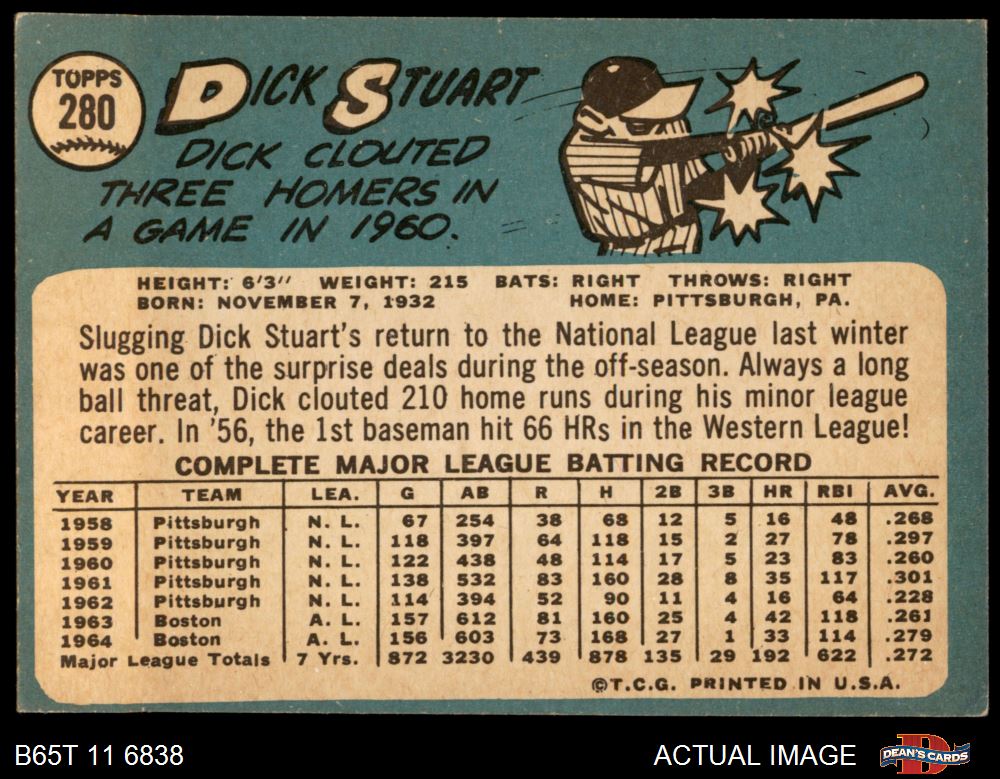 TOPPS
280
DICK STUART
DICK CLOUTED
THREE HOMERS IN
A GAME IN 1960.
HEIGHT: 6'3" WEIGHT: 215 BATS: RIGHT THROWS: RIGHT
BORN: NOVEMBER 7, 1932 HOME: PITTSBURGH, PA.
Slugging Dick Stuart's return to the National League last winter
was one of the surprise deals during the off-season. Always a long
ball threat, Dick clouted 210 home runs during his minor league
career. In '56, the 1st baseman hit 66 HRs in the Western League!
COMPLETE MAJOR LEAGUE BATTING RECORD
YEAR TEAM LEA. G AB R H 2B 3B HR RBI AVG.
1958 Pittsburgh N. L. 67 254 38 68 12 5 16 48 .268
1959 Pittsburgh N. L. 118 397 64 118 15 2 27 78 .297
1960 Pittsburgh N. L. 122 438 48 114 17 5 23 83 .260
1961 Pittsburgh N. L. 138 532 83 160 28 8 35 117 .301
1962 Pittsburgh N. L. 114 394 52 90 11 4 16 64 .228
1963 Boston A. L. 157 612 81 160 25 4 42 118 .261
1964 Boston A. L. 156 603 73 168 27 1 33 114 .279
Major League Totals 7 Yrs. 872 3230 439 878 135 29 192 622 .272
©T.C.G. PRINTED IN U.S.A.
B65T 11 6838 ACTUAL IMAGE DEAN'S CARDS